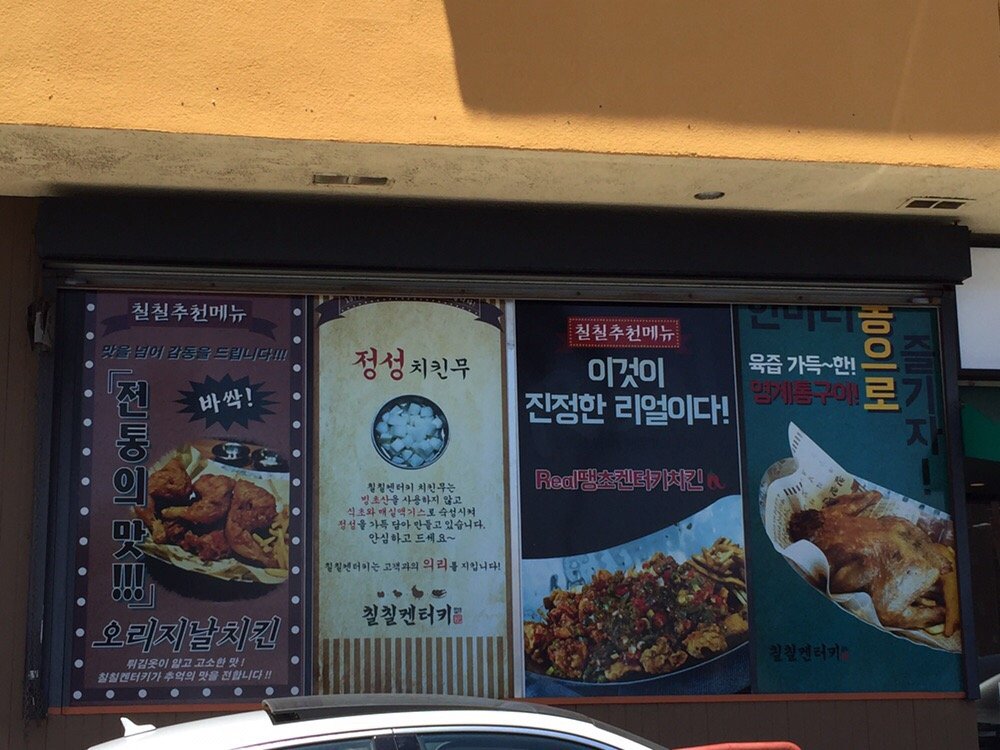 칠칠추천메뉴
맛을 넘어 감동을 드립니다!!!
「전통의 맛!!!」
바싹!
오리지날치킨
튀김옷이 얇고 고소한 맛!
칠칠켄터키가 추억의 맛을 전합니다!!
정성 치킨무
칠칠켄터키 치킨무는
빙초산을 사용하지 않고
식초와 매실액기스로 숙성시켜
정성을 가득 담아 만들고 있습니다.
안심하고 드세요~
칠칠켄터키는 고객과의 의리를 지킵니다!
칠칠켄터키
칠칠추천메뉴
이것이
진정한 리얼이다!
Real땡초켄터키치킨
한마리
통으로
즐기자!
육즙 가득~한!
영계통구이!
칠칠켄터키